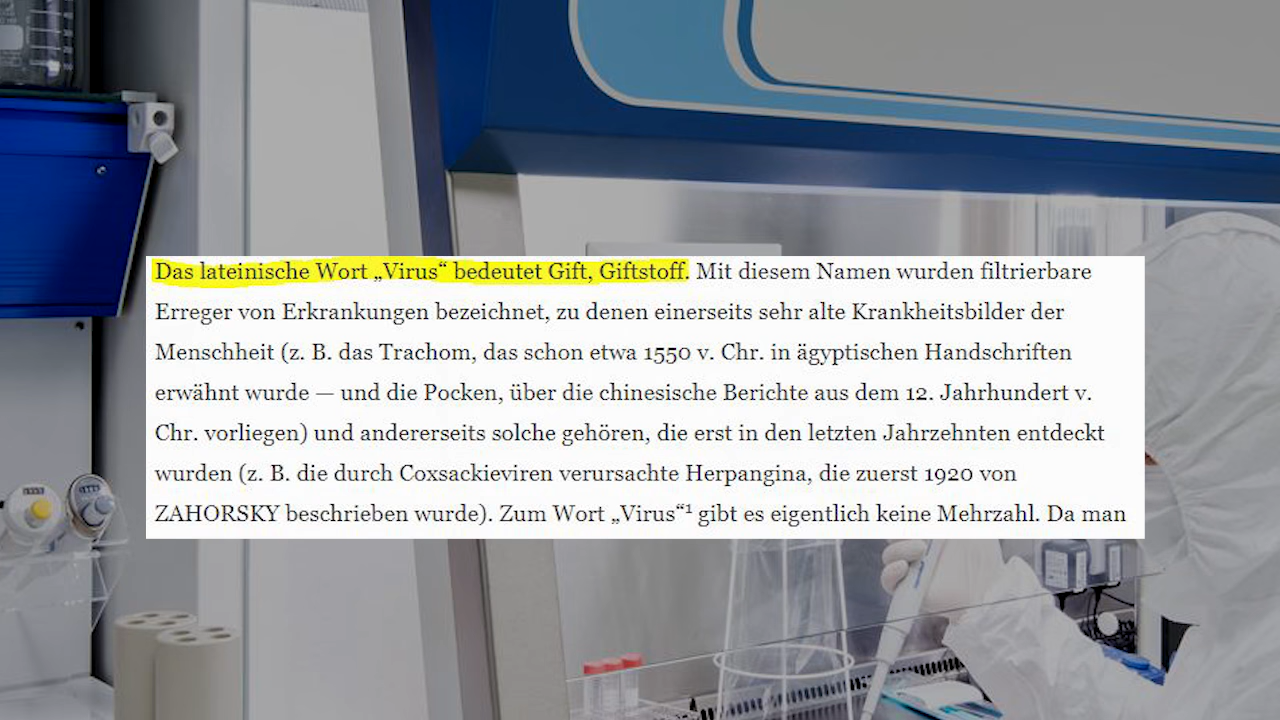 Das lateinische Wort „Virus“ bedeutet Gift, Giftstoff. Mit diesem Namen wurden filtrierbare
Erreger von Erkrankungen bezeichnet, zu denen einerseits sehr alte Krankheitsbilder der
Menschheit (z. B. das Trachom, das schon etwa 1550 v. Chr. in ägyptischen Handschriften
erwähnt wurde — und die Pocken, über die chinesische Berichte aus dem 12. Jahrhundert v.
Chr. vorliegen) und andererseits solche gehören, die erst in den letzten Jahrzehnten entdeckt
wurden (z. B. die durch Coxsackieviren verursachte Herpangina, die zuerst 1920 von
ZAHORSKY beschrieben wurde). Zum Wort „Virus“¹ gibt es eigentlich keine Mehrzahl. Da man